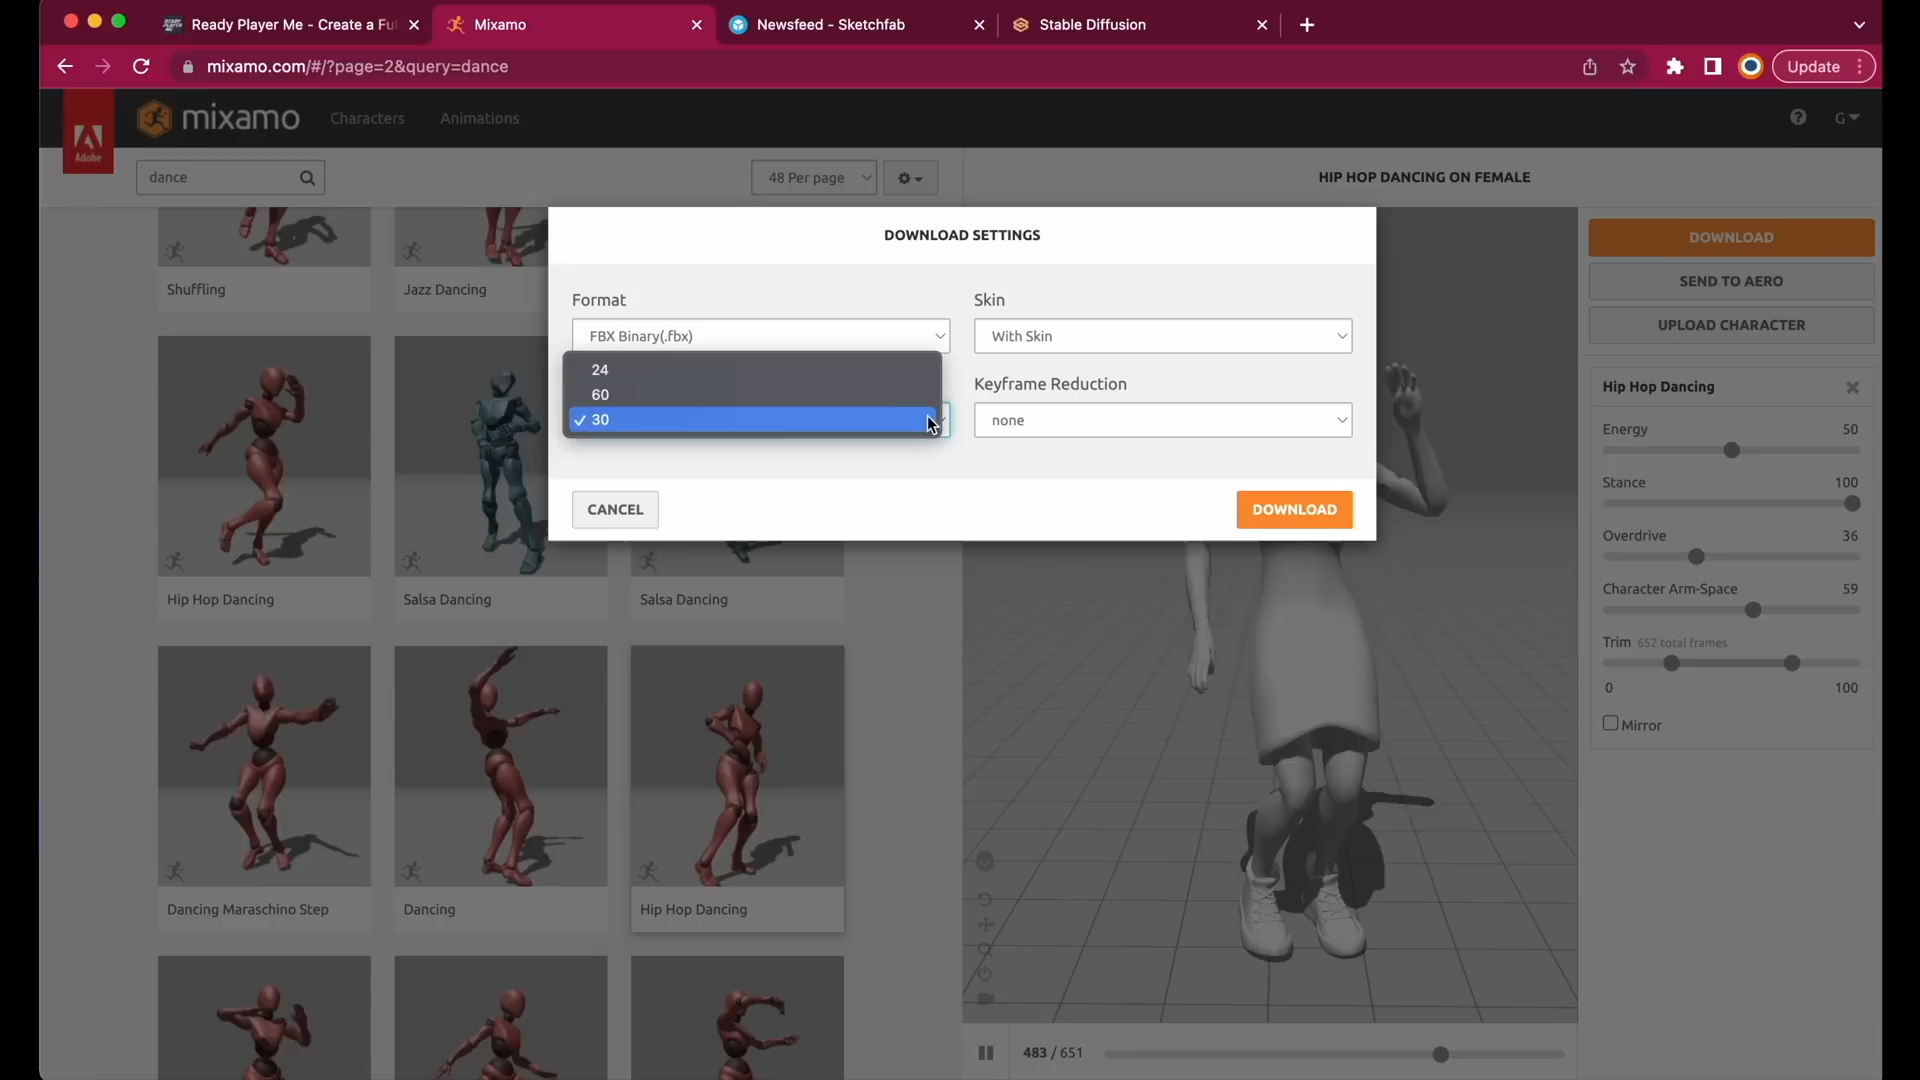 Ready Player Me - Create a Ful
Mixamo
Newsfeed - Sketchfab
Stable Diffusion
mixamo.com/#/?page=2&query=dance
Update
Adobe
mixamo
Characters
Animations
G
dance
48 Per page
HIP HOP DANCING ON FEMALE
DOWNLOAD SETTINGS
Format
Skin
FBX Binary(.fbx)
With Skin
24
60
30
Keyframe Reduction
none
CANCEL
DOWNLOAD
DOWNLOAD
SEND TO AERO
UPLOAD CHARACTER
Hip Hop Dancing
Energy 50
Stance 100
Overdrive 36
Character Arm-Space 59
Trim 652 total frames
0 100
Mirror
Shuffling
Jazz Dancing
Hip Hop Dancing
Salsa Dancing
Salsa Dancing
Dancing Maraschino Step
Dancing
Hip Hop Dancing
483 / 651